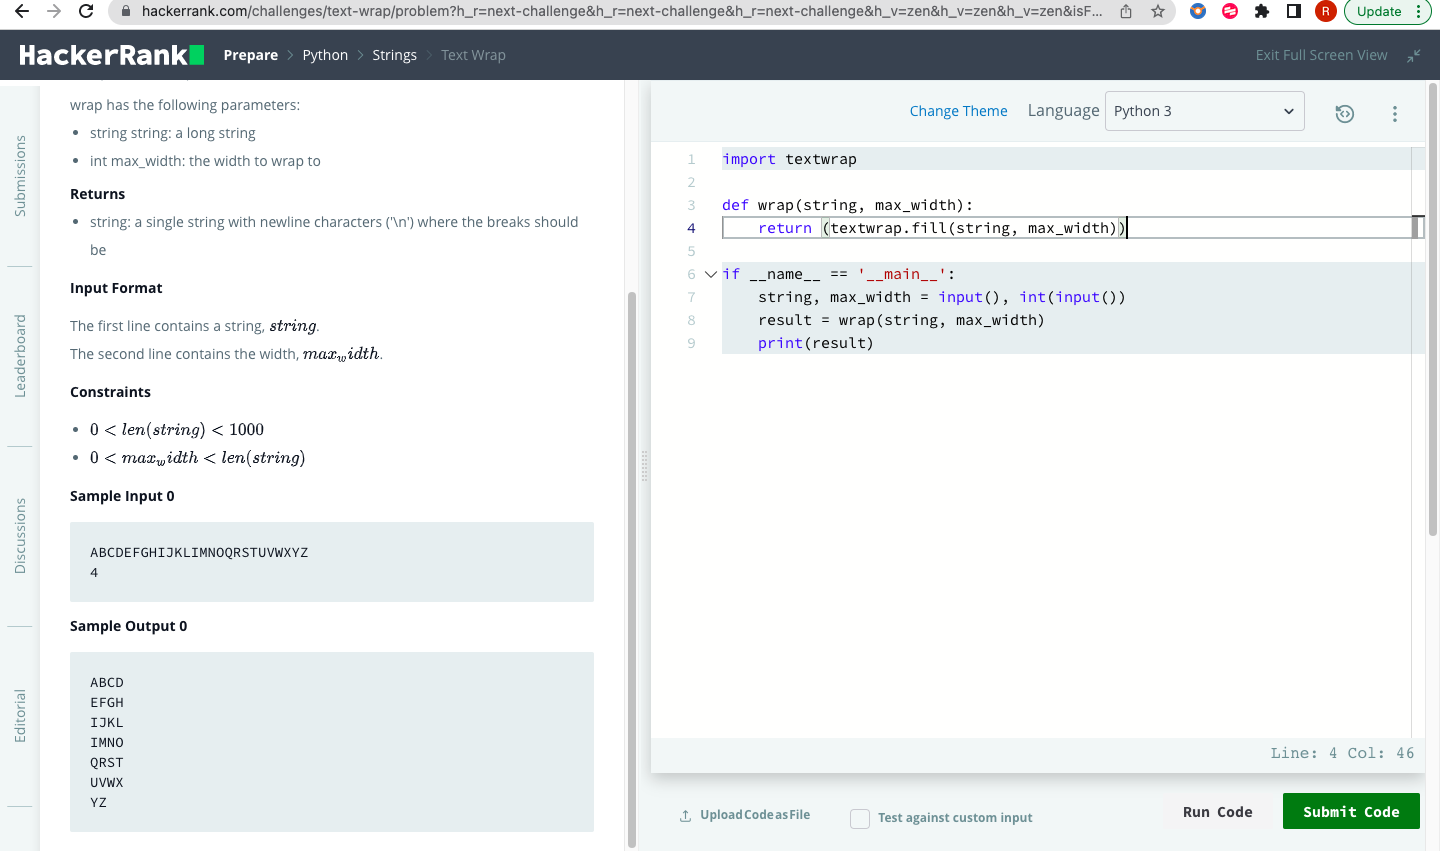 hackerrank.com/challenges/text-wrap/problem?h_r=next-challenge&h_r=next-challenge&h_r=next-challenge&h_v=zen&h_v=zen&h_v=zen&isF...
R
Update
HackerRank
Prepare > Python > Strings > Text Wrap
Exit Full Screen View
Submissions
Leaderboard
Discussions
Editorial
wrap has the following parameters:
• string string: a long string
• int max_width: the width to wrap to
Returns
• string: a single string with newline characters ('\n') where the breaks should
be
Input Format
The first line contains a string, string.
The second line contains the width, max_width.
Constraints
• 0 < len(string) < 1000
• 0 < max_width < len(string)
Sample Input 0
ABCDEFGHIJKLIMNOQRSTUVWXYZ
4
Sample Output 0
ABCD
EFGH
IJKL
IMNO
QRST
UVWX
YZ
Change Theme
Language
Python 3
1 import textwrap
2
3 def wrap(string, max_width):
4     return (textwrap.fill(string, max_width))
5
6 if __name__ == '__main__':
7     string, max_width = input(), int(input())
8     result = wrap(string, max_width)
9     print(result)
Line: 4 Col: 46
Upload Code as File
Test against custom input
Run Code
Submit Code